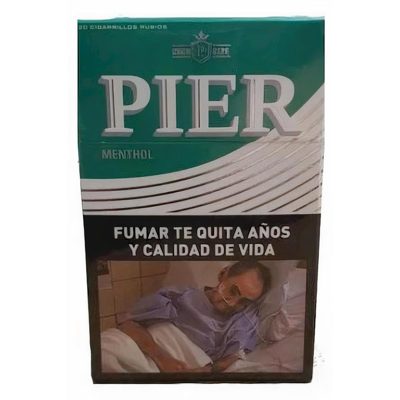 20 CIGARRILLOS RUBIOS
PIER
MENTHOL
FUMAR TE QUITA AÑOS
Y CALIDAD DE VIDA